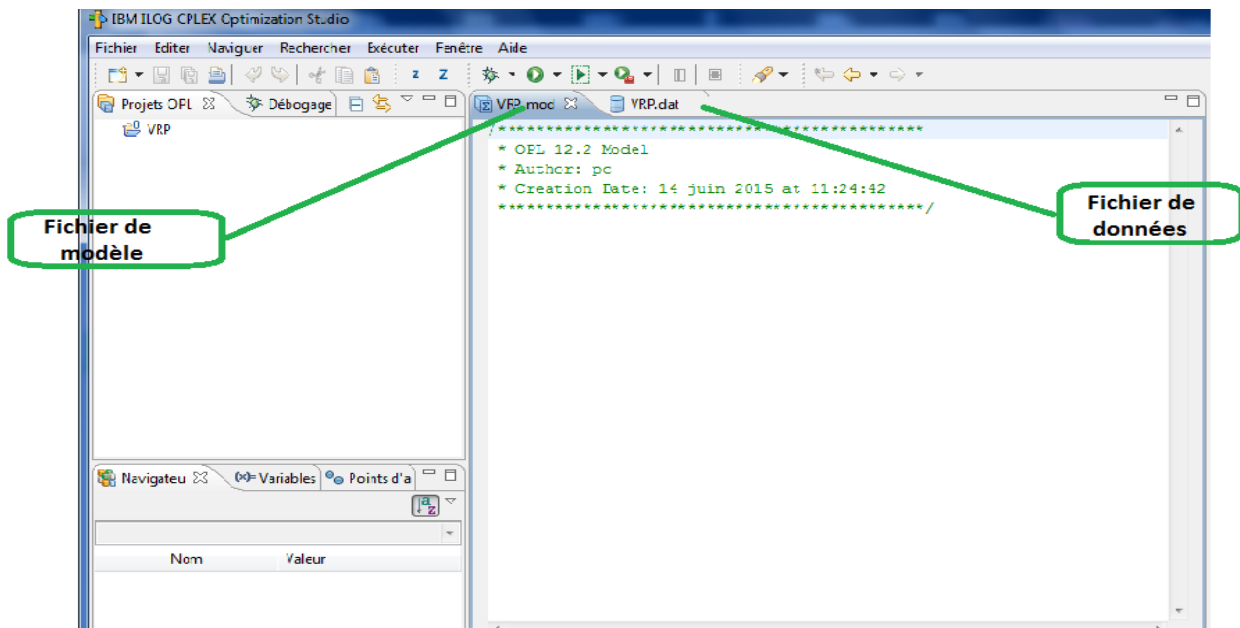 IBM ILOG CPLEX Optimization Studio
Fichier Editer Naviguer Rechercher Exécuter Fenêtre Aide
Projets OPL Débogage
VRP.mod VRP.dat
VRP
/*********************************************
* OPL 12.2 Model
* Author: pc
* Creation Date: 14 juin 2015 at 11:24:42
*********************************************/
Fichier de
modèle
Fichier de
données
Navigateu (x)= Variables Points d'a
Nom Valeur